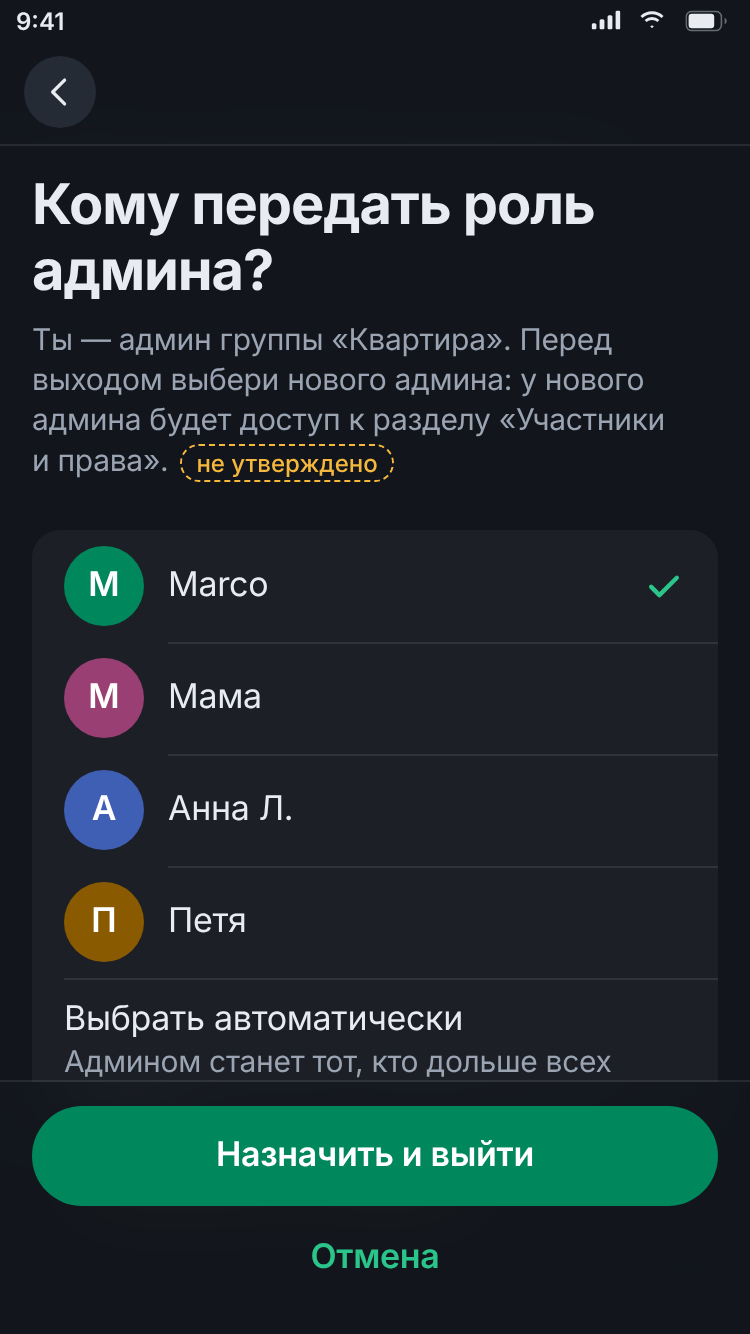 9:41
Кому передать роль
админа?
Ты — админ группы «Квартира». Перед
выходом выбери нового админа: у нового
админа будет доступ к разделу «Участники
и права». не утверждено
M Marco
М Мама
А Анна Л.
П Петя
Выбрать автоматически
Админом станет тот, кто дольше всех
Назначить и выйти
Отмена